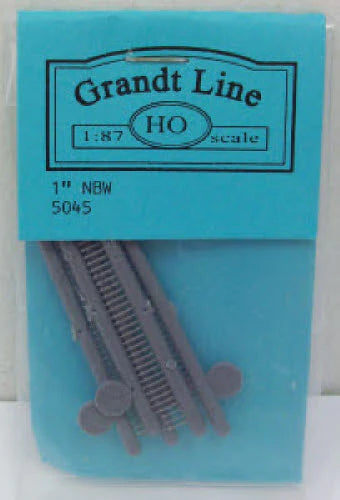 Grandt Line
1:87 HO scale
1" NBW
5045